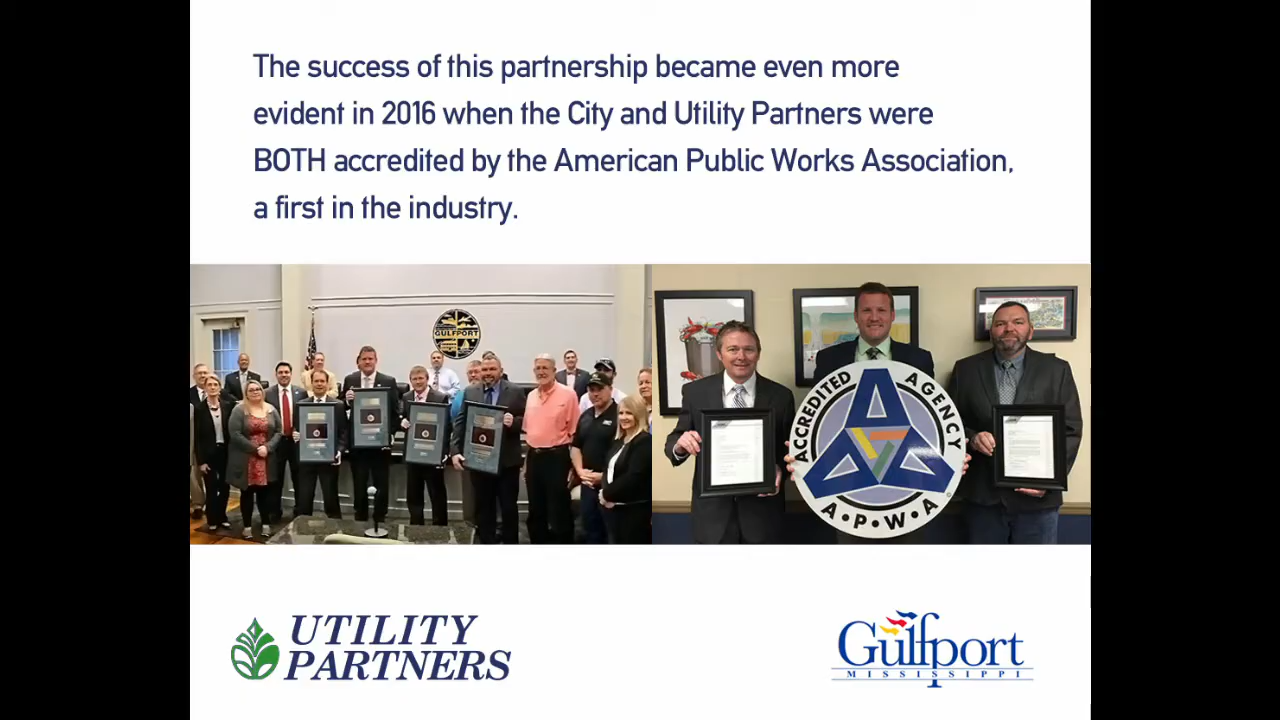 The success of this partnership became even more
evident in 2016 when the City and Utility Partners were
BOTH accredited by the American Public Works Association,
a first in the industry.
GULFPORT
ACCREDITED AGENCY
A•P•W•A
UTILITY
PARTNERS
Gulfport
MISSISSIPPI